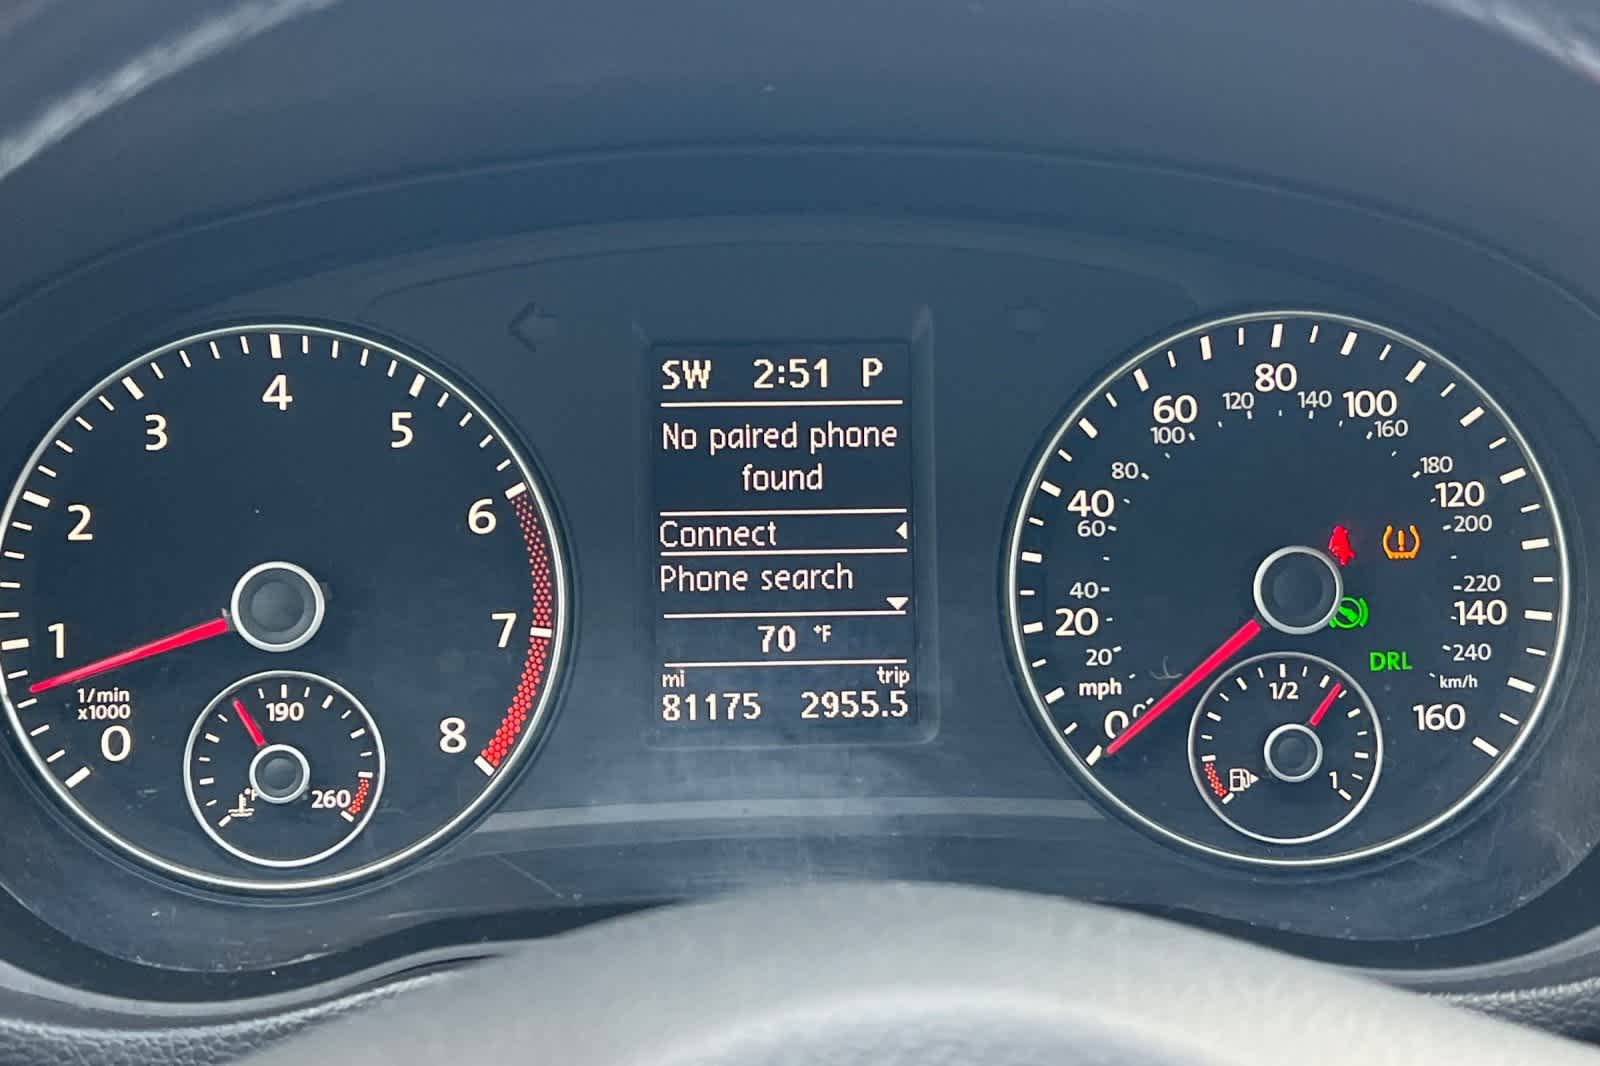 SW 2:51 P
No paired phone
found
Connect
Phone search
70 °F
mi trip
81175 2955.5
0
1
2
3
4
5
6
7
8
1/min
x1000
190
260
°F
0
20
40
60
80
100
120
140
160
mph
20
40
60
80
100
120
140
160
180
200
220
240
km/h
DRL
1/2
1